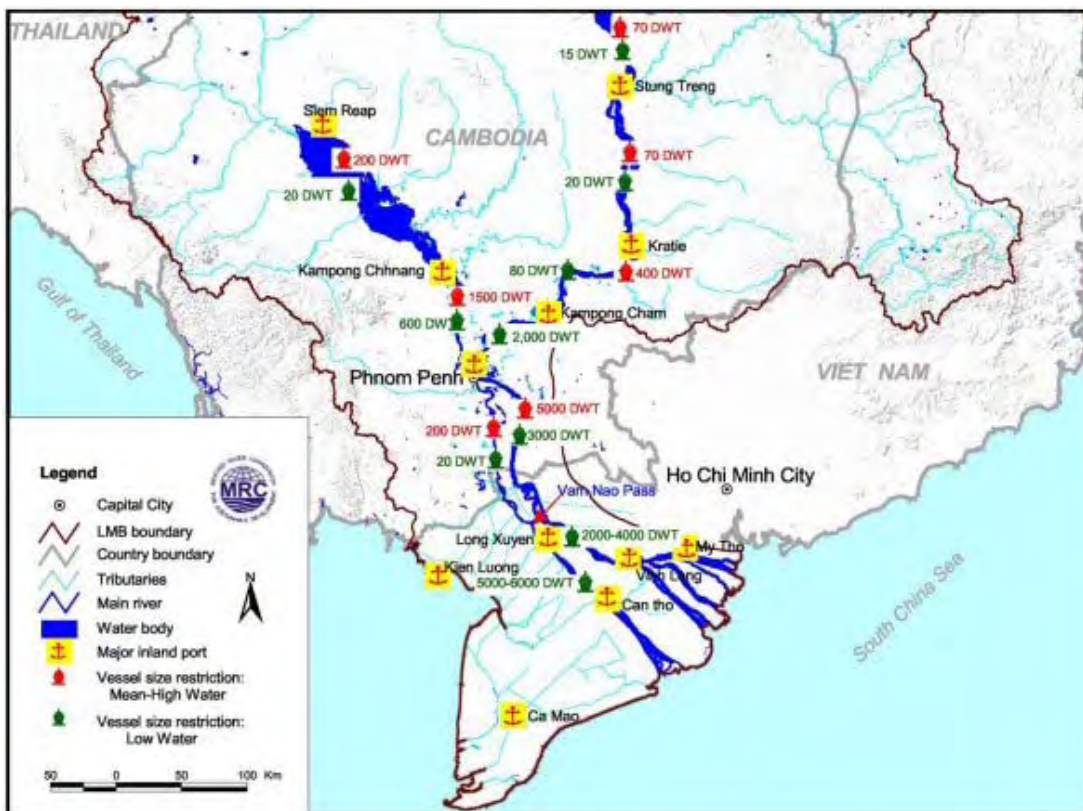 THAILAND
70 DWT
15 DWT
Stung Treng
Siem Reap
CAMBODIA
200 DWT
70 DWT
20 DWT
20 DWT
Kratie
Kampong Chhnang
80 DWT
400 DWT
Gulf of Thailand
1500 DWT
Kampong Cham
600 DWT
2,000 DWT
Phnom Penh
VIET NAM
5000 DWT
200 DWT
3000 DWT
20 DWT
Ho Chi Minh City
Vam Nao Pass
Long Xuyen
2000-4000 DWT
My Tho
Kien Luong
5000-6000 DWT
Vinh Long
Can tho
South China Sea
Ca Mao
Legend
MRC
Capital City
LMB boundary
Country boundary
Tributaries
N
Main river
Water body
Major inland port
Vessel size restriction:
Mean-High Water
Vessel size restriction:
Low Water
50 0 50 100 Km